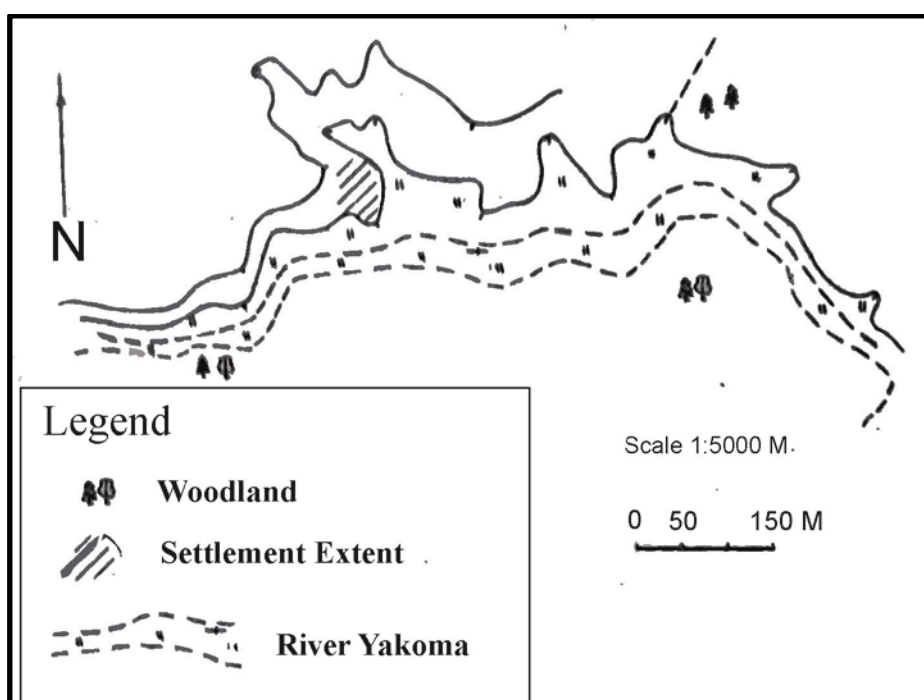 N
Legend
Woodland
Settlement Extent
River Yakoma
Scale 1:5000 M.
0 50 150 M